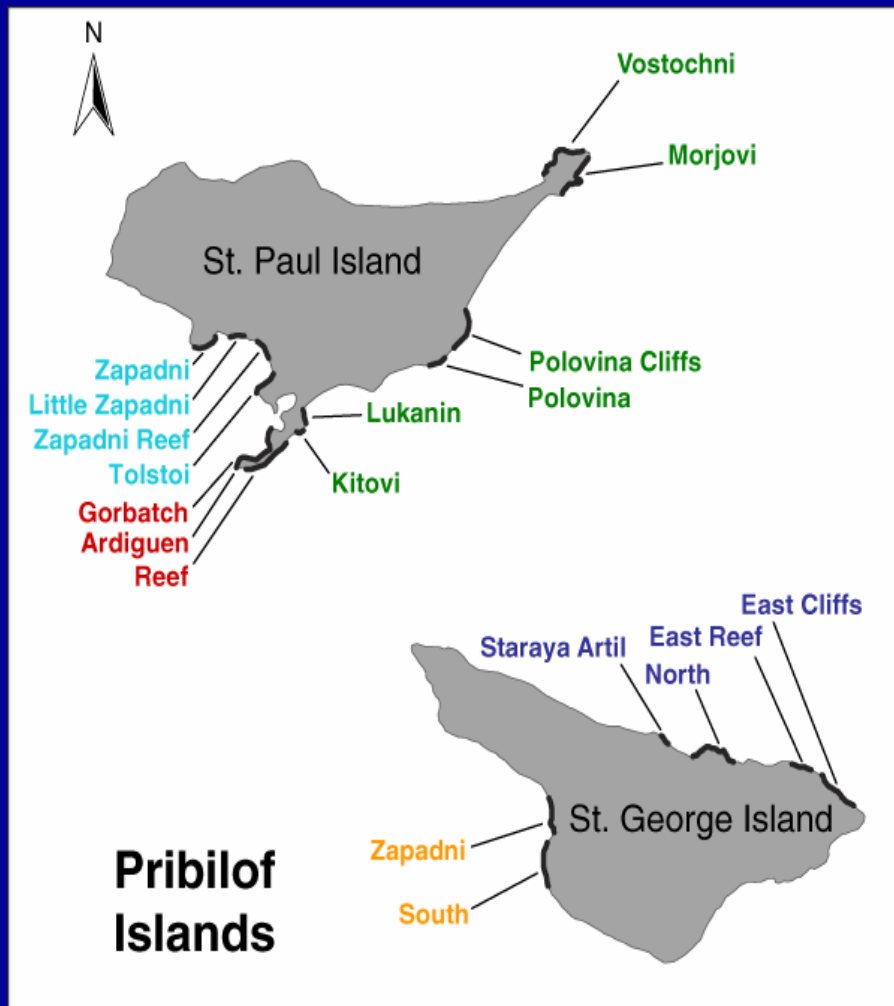 N
Vostochni
Morjovi
St. Paul Island
Zapadni
Little Zapadni
Zapadni Reef
Tolstoi
Gorbatch
Ardiguen
Reef
Polovina Cliffs
Polovina
Lukanin
Kitovi
East Cliffs
East Reef
Staraya Artil
North
St. George Island
Zapadni
South
Pribilof
Islands